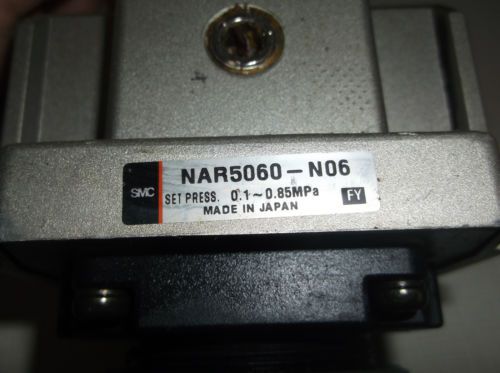 SMC
NAR5060-N06
SET PRESS. 0.1~0.85MPa FY
MADE IN JAPAN